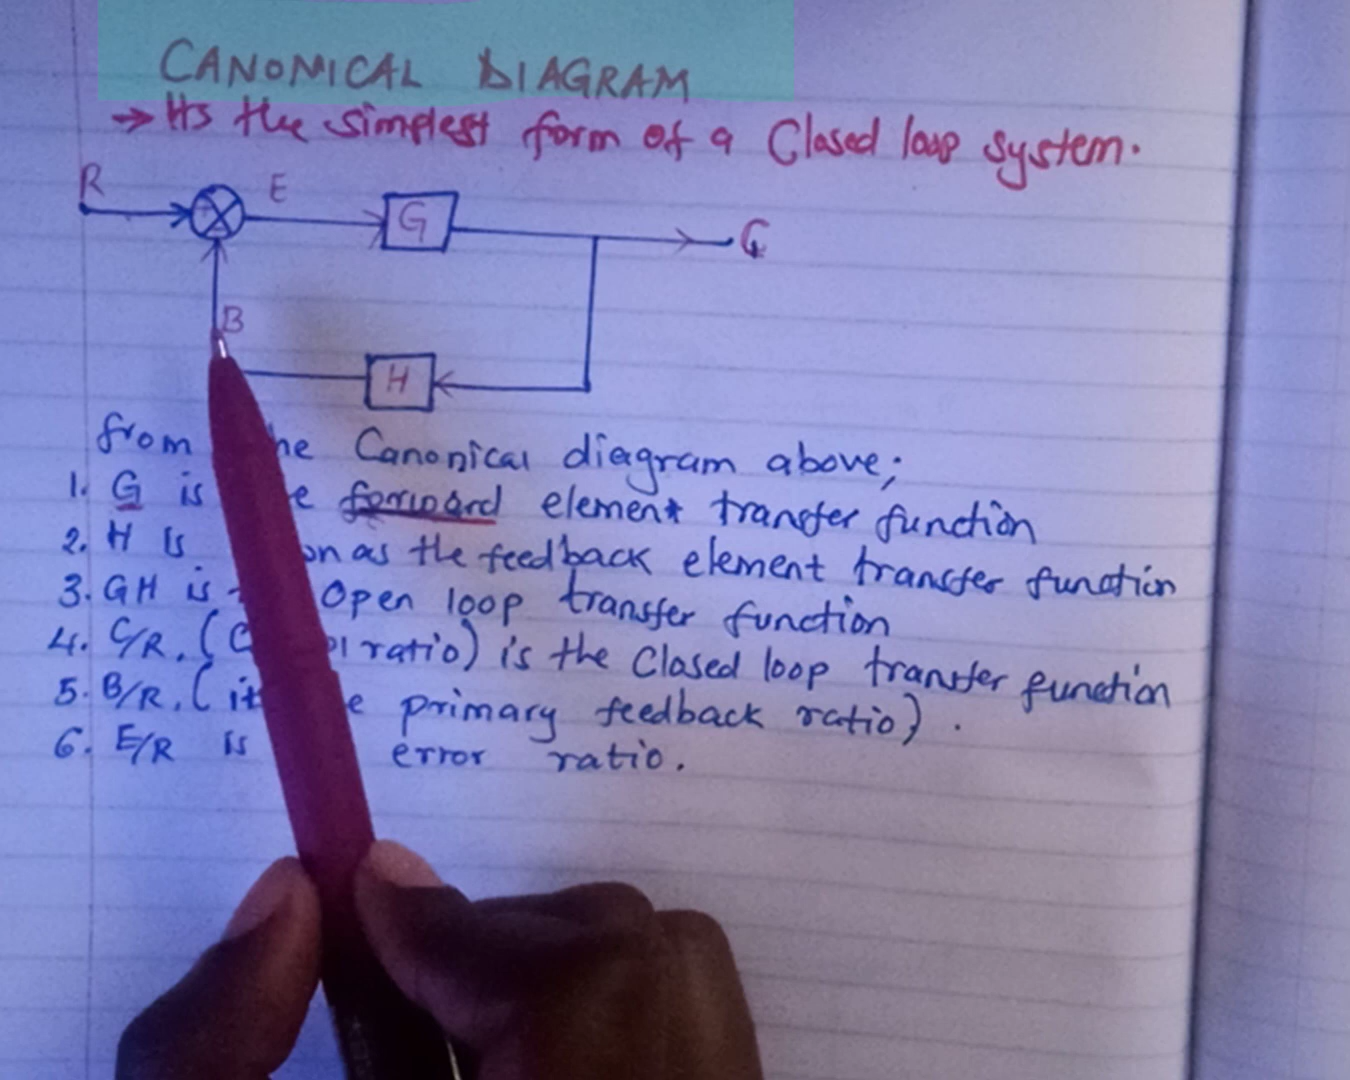 CANONICAL DIAGRAM
→ Its the simplest form of a Closed loop system.
R
E
G
C
B
H
from he Canonical diagram above;
1. G is e forward element transfer function
2. H is on as the feedback element transfer function
3. GH is Open loop transfer function
4. C/R, (C ol ratio) is the Closed loop transfer function
5. B/R, (it e primary feedback ratio).
6. E/R is error ratio.